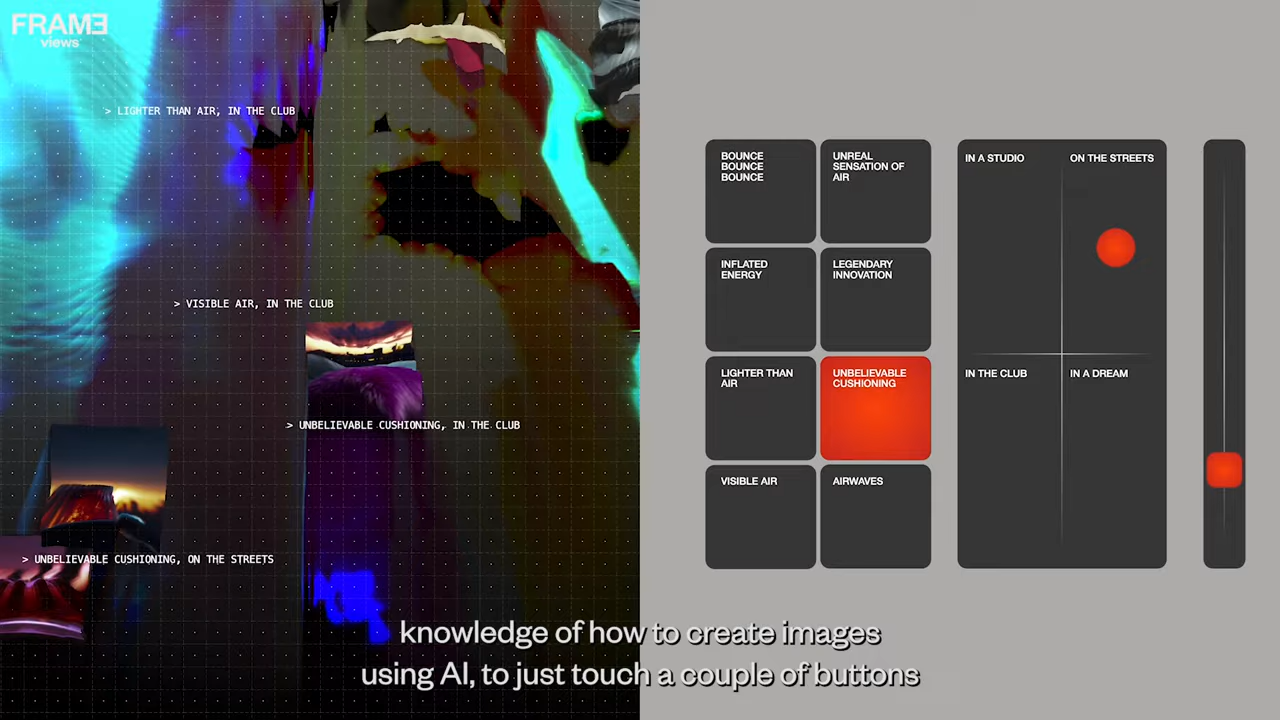 FRAMƎ
views
> LIGHTER THAN AIR, IN THE CLUB
> VISIBLE AIR, IN THE CLUB
> UNBELIEVABLE CUSHIONING, IN THE CLUB
> UNBELIEVABLE CUSHIONING, ON THE STREETS
BOUNCE
BOUNCE
BOUNCE
UNREAL
SENSATION OF
AIR
INFLATED
ENERGY
LEGENDARY
INNOVATION
LIGHTER THAN
AIR
UNBELIEVABLE
CUSHIONING
VISIBLE AIR
AIRWAVES
IN A STUDIO
ON THE STREETS
IN THE CLUB
IN A DREAM
knowledge of how to create images
using AI, to just touch a couple of buttons